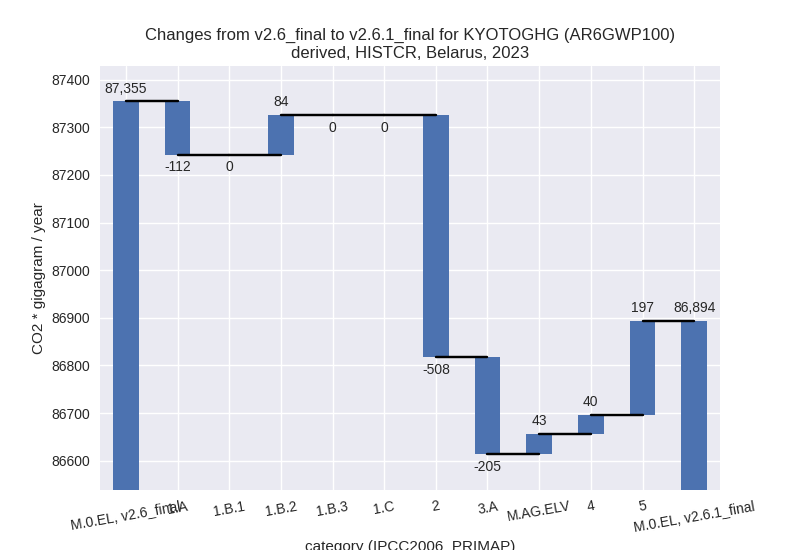 Changes from v2.6_final to v2.6.1_final for KYOTOGHG (AR6GWP100)
derived, HISTCR, Belarus, 2023
CO2 * gigagram / year
87400
87300
87200
87100
87000
86900
86800
86700
86600
87,355
-112
0
84
0
0
-508
-205
43
40
197
86,894
M.0.EL, v2.6_final
1.A
1.B.1
1.B.2
1.B.3
1.C
2
3.A
M.AG.ELV
4
5
M.0.EL, v2.6.1_final
category (IPCC2006_PRIMAP)